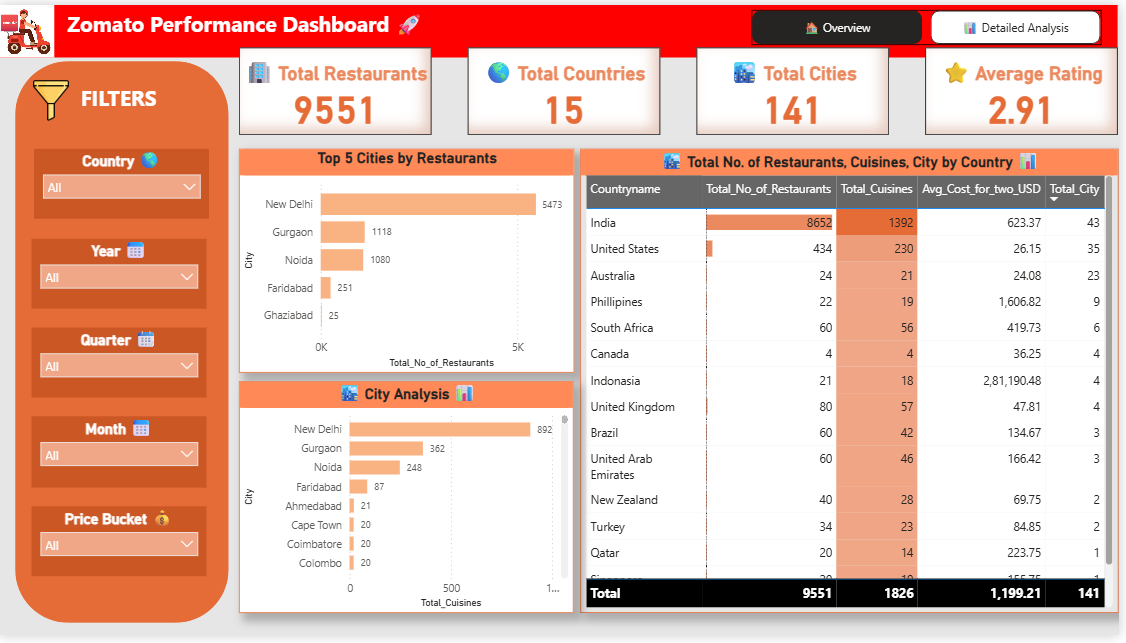 Zomato Performance Dashboard 🚀
🏠 Overview
📊 Detailed Analysis
FILTERS
Country 🌎
All
Year 📅
All
Quarter 📅
All
Month 📅
All
Price Bucket 💰
All
🏢 Total Restaurants
9551
🌎 Total Countries
15
🏙️ Total Cities
141
⭐ Average Rating
2.91
Top 5 Cities by Restaurants
City
New Delhi 5473
Gurgaon 1118
Noida 1080
Faridabad 251
Ghaziabad 25
0K 5K
Total_No_of_Restaurants
🏙️ City Analysis 📊
City
New Delhi 892
Gurgaon 362
Noida 248
Faridabad 87
Ahmedabad 21
Cape Town 20
Coimbatore 20
Colombo 20
0 500 1...
Total_Cuisines
🏙️ Total No. of Restaurants, Cuisines, City by Country 📊
Countryname Total_No_of_Restaurants Total_Cuisines Avg_Cost_for_two_USD Total_City
India 8652 1392 623.37 43
United States 434 230 26.15 35
Australia 24 21 24.08 23
Phillipines 22 19 1,606.82 9
South Africa 60 56 419.73 6
Canada 4 4 36.25 4
Indonasia 21 18 2,81,190.48 4
United Kingdom 80 57 47.81 4
Brazil 60 42 134.67 3
United Arab
Emirates 60 46 166.42 3
New Zealand 40 28 69.75 2
Turkey 34 23 84.85 2
Qatar 20 14 223.75 1
Total 9551 1826 1,199.21 141